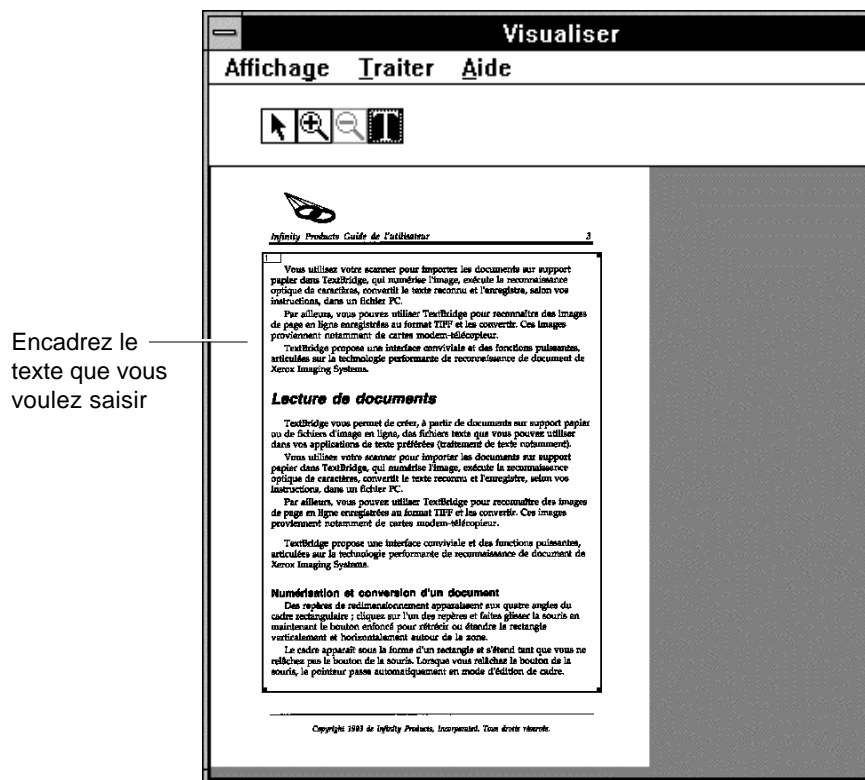 Visualiser
Affichage Traiter Aide
Infinity Products Guide de l'utilisateur 3
1
Vous utilisez votre scanner pour importer les documents sur support
papier dans TextBridge, qui numérise l'image, exécute la reconnaissance
optique de caractères, convertit le texte reconnu et l'enregistre, selon vos
instructions, dans un fichier PC.
Par ailleurs, vous pouvez utiliser TextBridge pour reconnaître des images
de page en ligne enregistrées au format TIFF et les convertir. Ces images
proviennent notamment de cartes modem-télécopieur.
TextBridge propose une interface conviviale et des fonctions puissantes,
articulées sur la technologie performante de reconnaissance de document de
Xerox Imaging Systems.
Encadrez le
texte que vous
voulez saisir
Lecture de documents
TextBridge vous permet de créer, à partir de documents sur support papier
ou de fichiers d'image en ligne, des fichiers texte que vous pouvez utiliser
dans vos applications de texte préférées (traitement de texte notamment).
Vous utilisez votre scanner pour importer les documents sur support
papier dans TextBridge, qui numérise l'image, exécute la reconnaissance
optique de caractères, convertit le texte reconnu et l'enregistre, selon vos
instructions, dans un fichier PC.
Par ailleurs, vous pouvez utiliser TextBridge pour reconnaître des images
de page en ligne enregistrées au format TIFF et les convertir. Ces images
proviennent notamment de cartes modem-télécopieur.
TextBridge propose une interface conviviale et des fonctions puissantes,
articulées sur la technologie performante de reconnaissance de document de
Xerox Imaging Systems.
Numérisation et conversion d'un document
Des repères de redimensionnement apparaissent aux quatre angles du
cadre rectangulaire ; cliquez sur l'un des repères et faites glisser la souris en
maintenant le bouton enfoncé pour rétrécir ou étendre le rectangle
verticalement et horizontalement autour de la zone.
Le cadre apparaît sous la forme d'un rectangle et s'étend tant que vous ne
relâchez pas le bouton de la souris. Lorsque vous relâchez le bouton de la
souris, le pointeur passe automatiquement en mode d'édition de cadre.
Copyright 1993 de Infinity Products, Incorporated. Tous droits réservés.